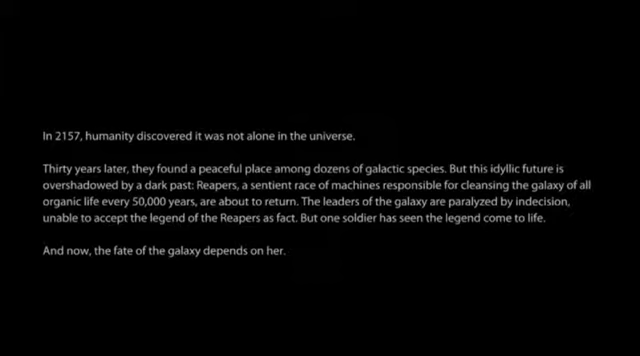 In 2157, humanity discovered it was not alone in the universe.
Thirty years later, they found a peaceful place among dozens of galactic species. But this idyllic future is
overshadowed by a dark past: Reapers, a sentient race of machines responsible for cleansing the galaxy of all
organic life every 50,000 years, are about to return. The leaders of the galaxy are paralyzed by indecision,
unable to accept the legend of the Reapers as fact. But one soldier has seen the legend come to life.
And now, the fate of the galaxy depends on her.